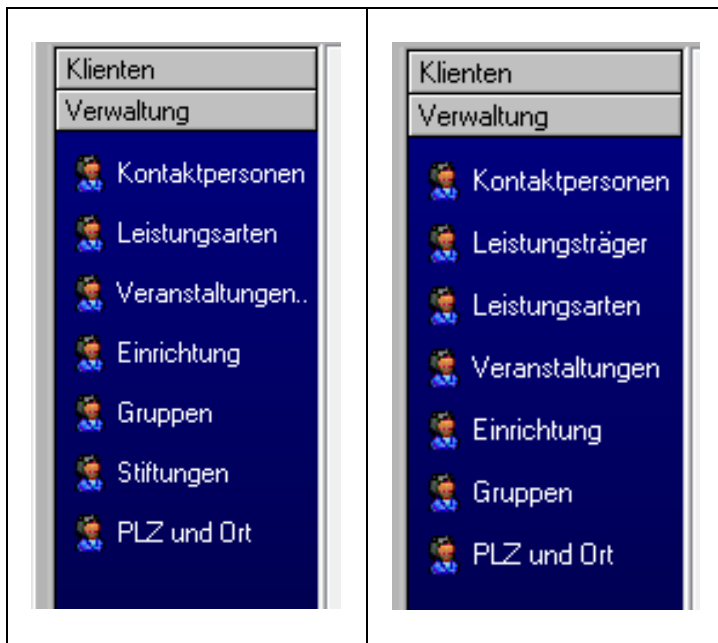 Klienten
Verwaltung
Kontaktpersonen
Leistungsarten
Veranstaltungen..
Einrichtung
Gruppen
Stiftungen
PLZ und Ort
Klienten
Verwaltung
Kontaktpersonen
Leistungsträger
Leistungsarten
Veranstaltungen
Einrichtung
Gruppen
PLZ und Ort